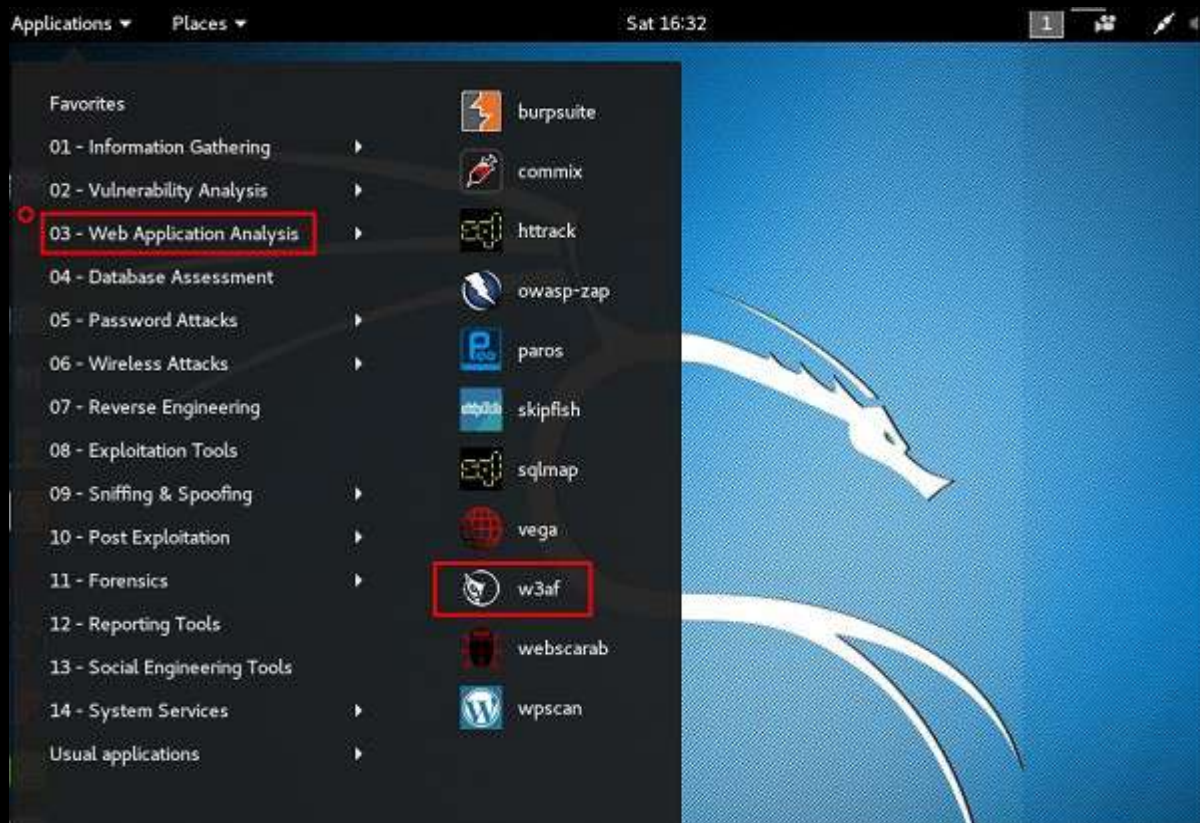 Applications Places Sat 16:32 1
Favorites
01 - Information Gathering
02 - Vulnerability Analysis
03 - Web Application Analysis
04 - Database Assessment
05 - Password Attacks
06 - Wireless Attacks
07 - Reverse Engineering
08 - Exploitation Tools
09 - Sniffing & Spoofing
10 - Post Exploitation
11 - Forensics
12 - Reporting Tools
13 - Social Engineering Tools
14 - System Services
Usual applications
burpsuite
commix
httrack
owasp-zap
paros
skipfish
sqlmap
vega
w3af
webscarab
wpscan